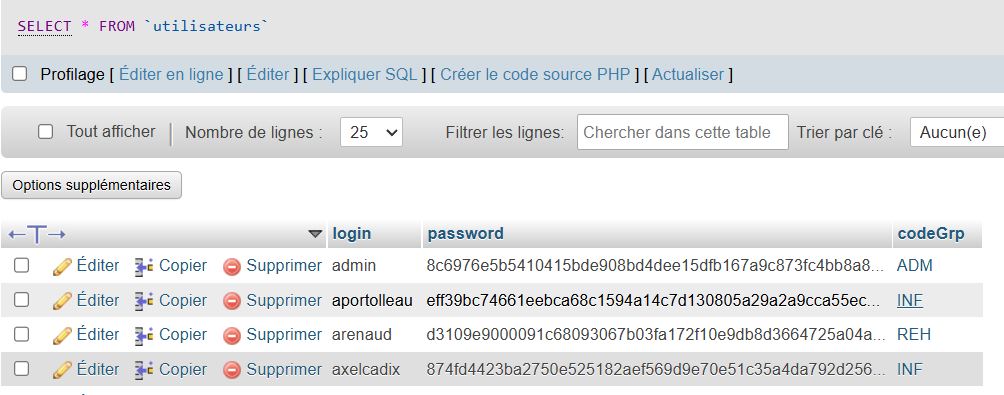 SELECT * FROM `utilisateurs`
Profilage [ Éditer en ligne ] [ Éditer ] [ Expliquer SQL ] [ Créer le code source PHP ] [ Actualiser ]
Tout afficher | Nombre de lignes : 25 Filtrer les lignes: Chercher dans cette table Trier par clé : Aucun(e)
Options supplémentaires
←T→ login password codeGrp
Éditer Copier Supprimer admin 8c6976e5b5410415bde908bd4dee15dfb167a9c873fc4bb8a8... ADM
Éditer Copier Supprimer aportolleau eff39bc74661eebca68c1594a14c7d130805a29a2a9cca55ec... INF
Éditer Copier Supprimer arenaud d3109e9000091c68093067b03fa172f10e9db8d3664725a04a... REH
Éditer Copier Supprimer axelcadix 874fd4423ba2750e525182aef569d9e70e51c35a4da792d256... INF